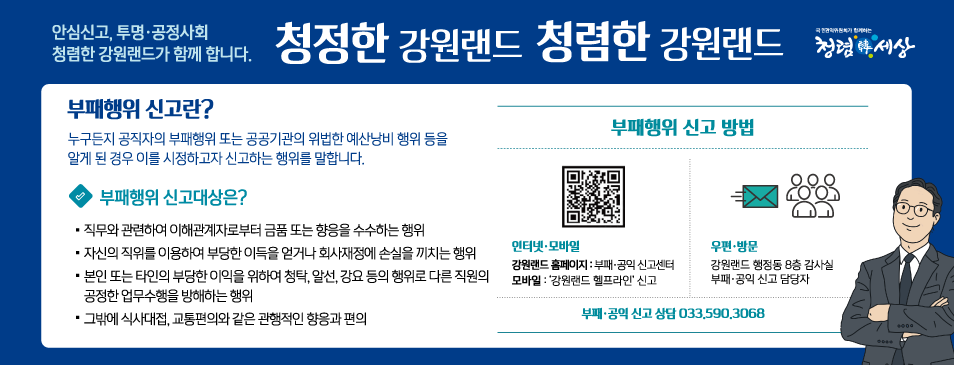 안심신고, 투명·공정사회
청렴한 강원랜드가 함께 합니다.
청정한 강원랜드 청렴한 강원랜드
국민권익위원회가 함께하는
청렴韓세상
부패행위 신고란?
누구든지 공직자의 부패행위 또는 공공기관의 위법한 예산낭비 행위 등을
알게 된 경우 이를 시정하고자 신고하는 행위를 말합니다.
부패행위 신고대상은?
▪ 직무와 관련하여 이해관계자로부터 금품 또는 향응을 수수하는 행위
▪ 자신의 직위를 이용하여 부당한 이득을 얻거나 회사재정에 손실을 끼치는 행위
▪ 본인 또는 타인의 부당한 이익을 위하여 청탁, 알선, 강요 등의 행위로 다른 직원의
공정한 업무수행을 방해하는 행위
▪ 그밖에 식사대접, 교통편의와 같은 관행적인 향응과 편의
부패행위 신고 방법
인터넷·모바일
강원랜드 홈페이지 : 부패·공익 신고센터
모바일 : '강원랜드 헬프라인' 신고
우편·방문
강원랜드 행정동 8층 감사실
부패·공익 신고 담당자
부패·공익 신고 상담 033.590.3068